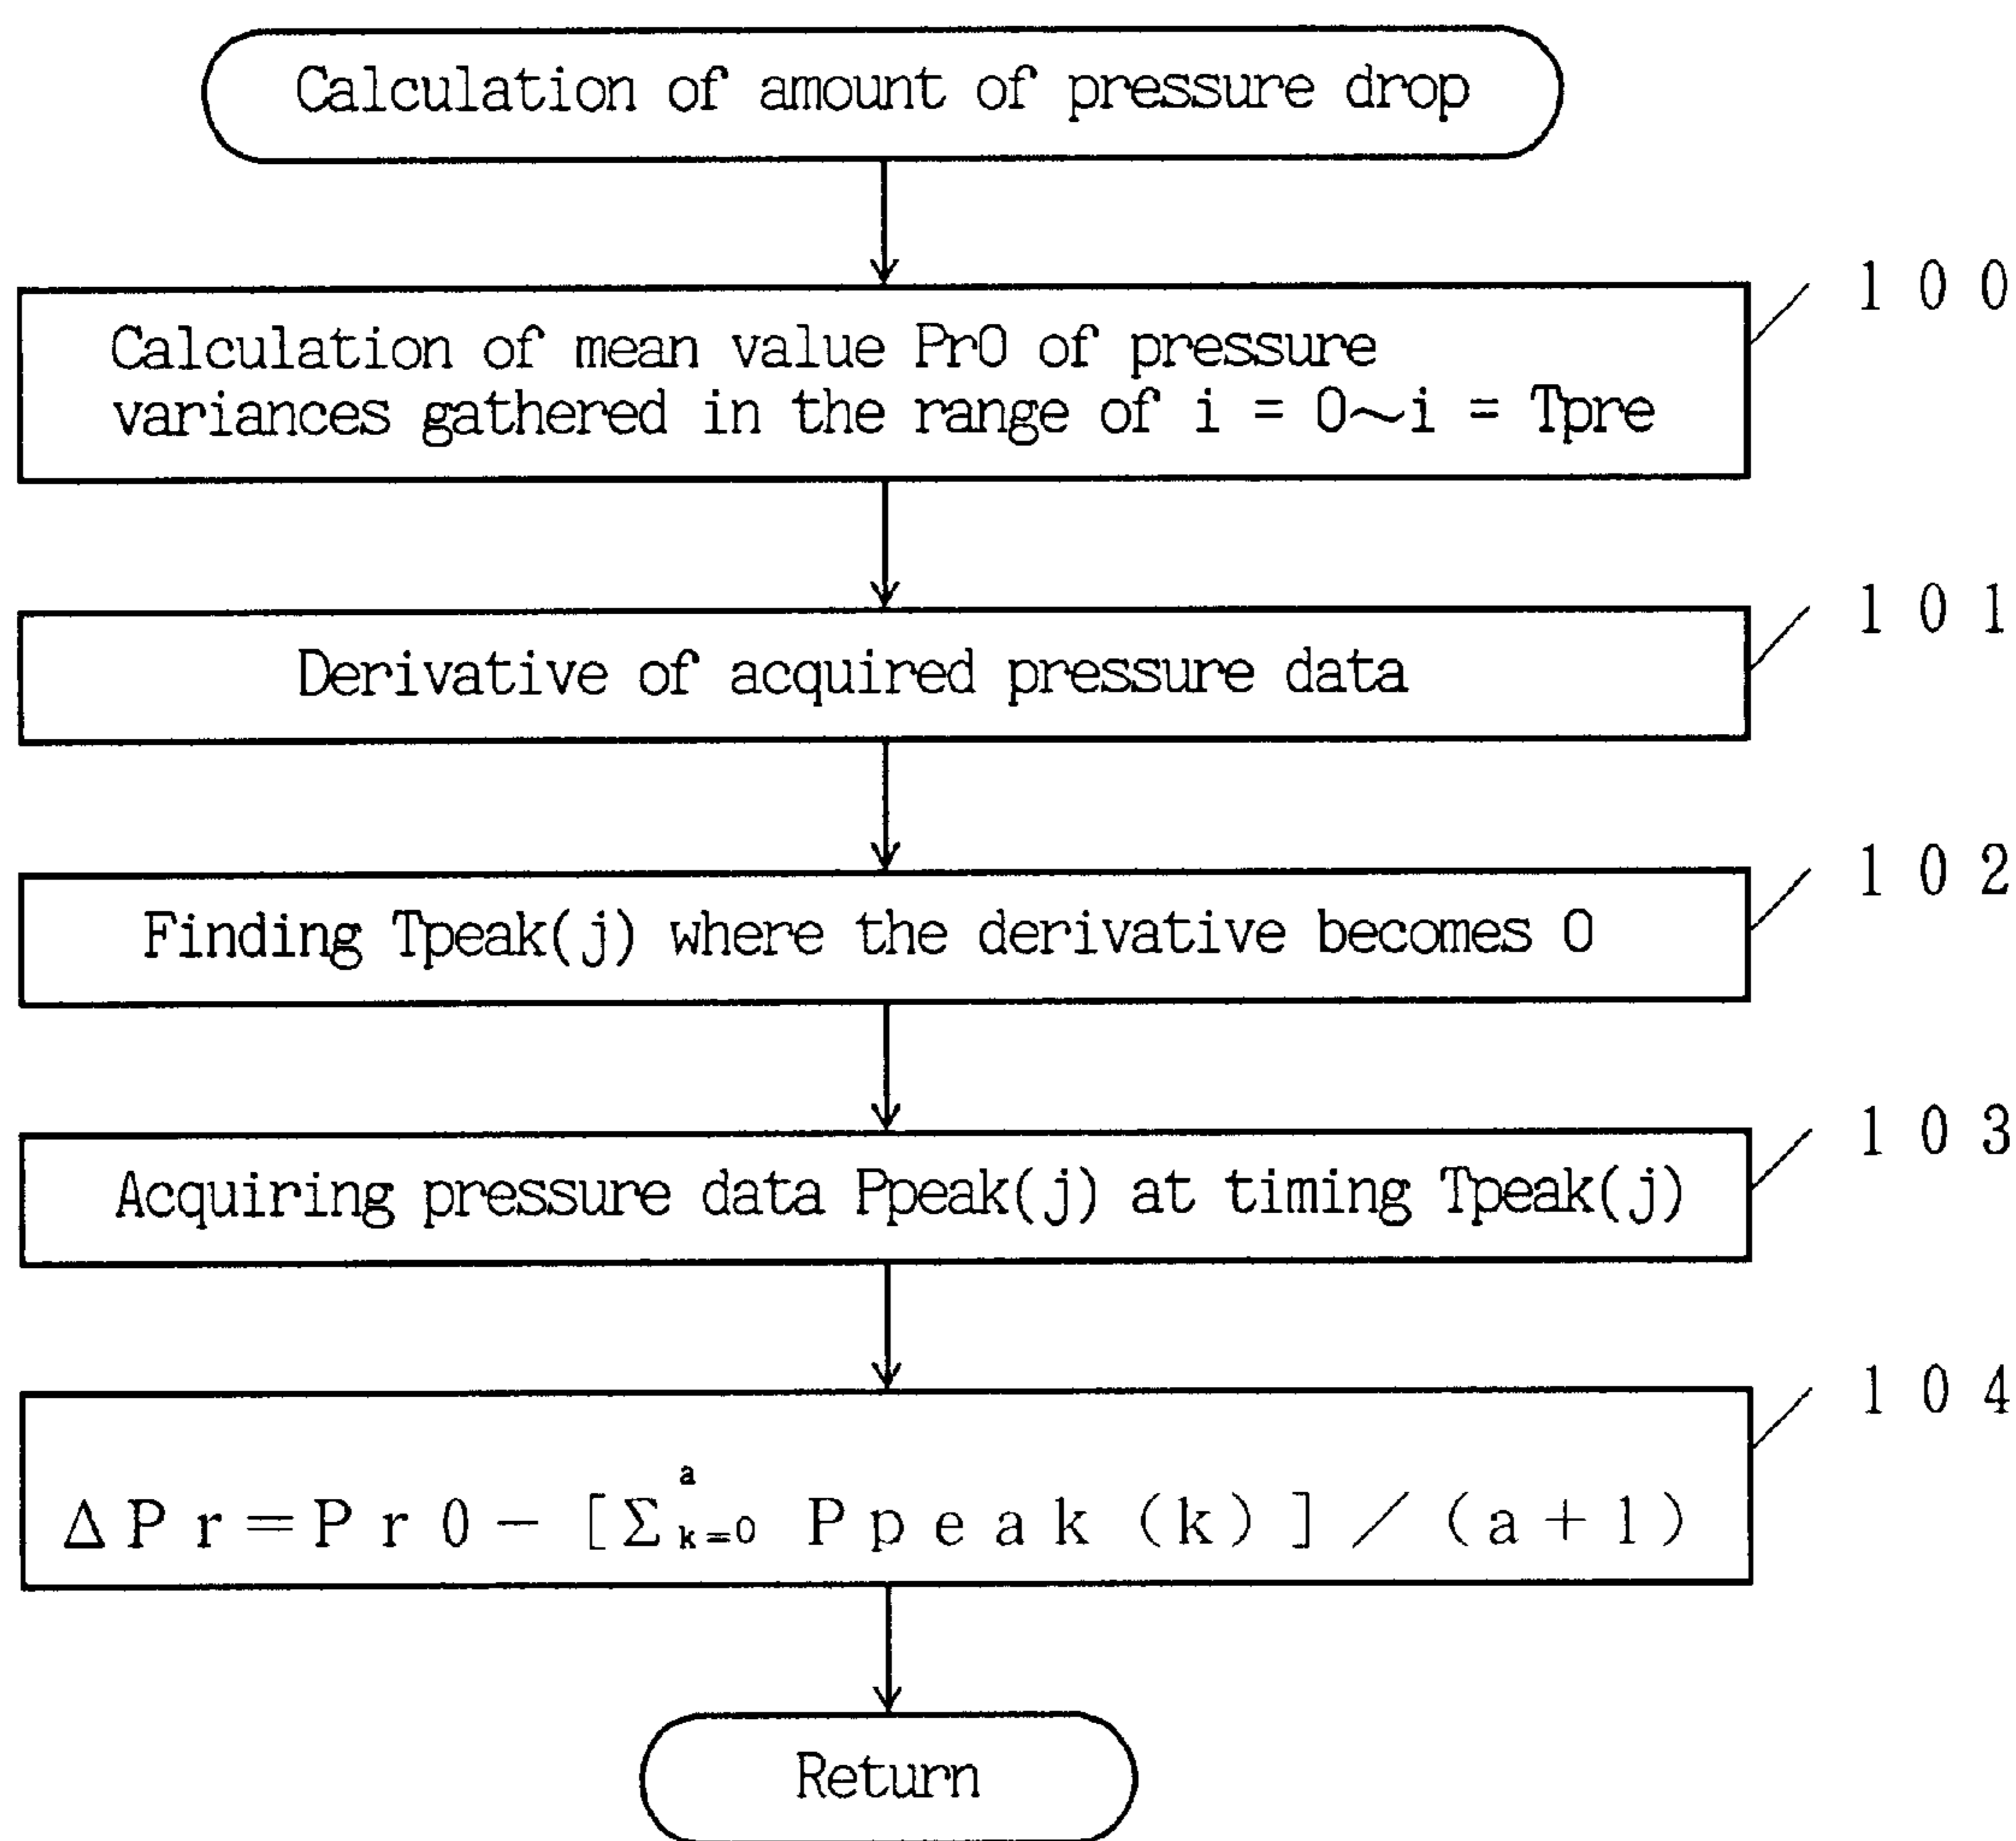 Calculation of amount of pressure drop
100
Calculation of mean value Pr0 of pressure
variances gathered in the range of i = 0~i = Tpre
101
Derivative of acquired pressure data
102
Finding Tpeak(j) where the derivative becomes 0
103
Acquiring pressure data Ppeak(j) at timing Tpeak(j)
104
ΔPr=Pr0-[Σ_{k=0}^{a} Ppeak(k)]/(a+1)
Return